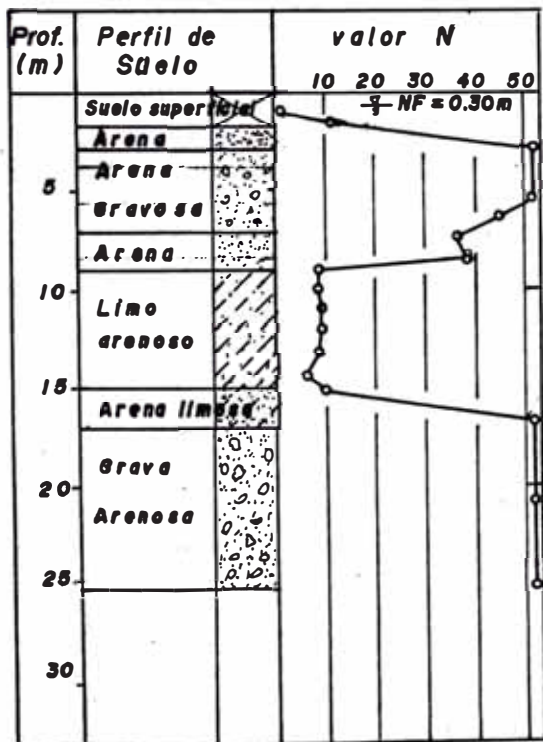 Prof. (m)
Perfil de Suelo
valor N
10 20 30 40 50
NF = 0.30 m
Suelo superficial
Arena
Arena
5
Gravosa
Arena
10
Limo
arenoso
15
Arena limosa
Grava
20
Arenosa
25
30